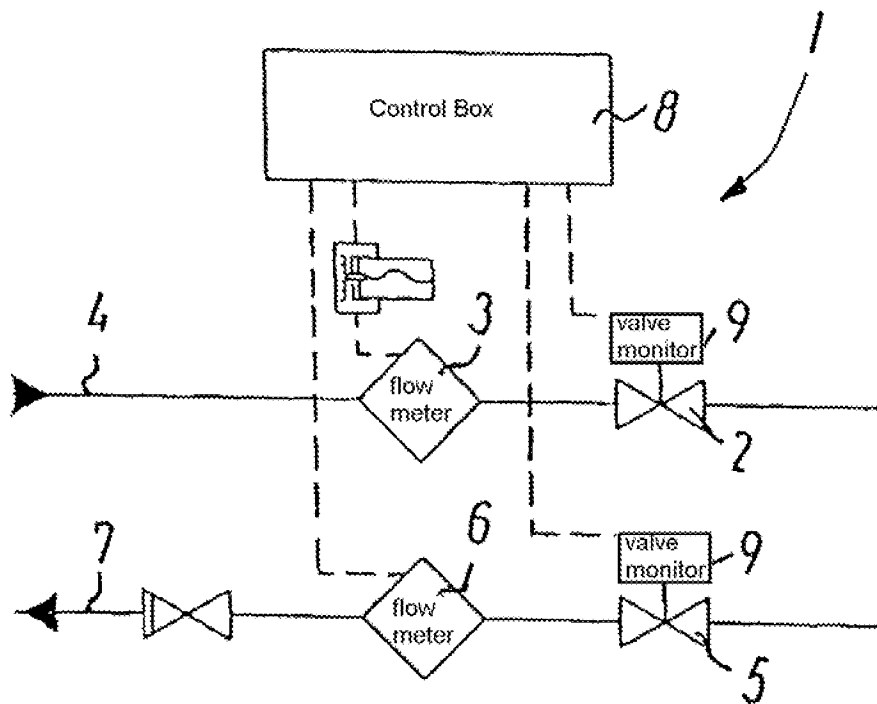 1
Control Box
8
4
3
valve
monitor
9
flow
meter
2
7
6
valve
monitor
9
flow
meter
5